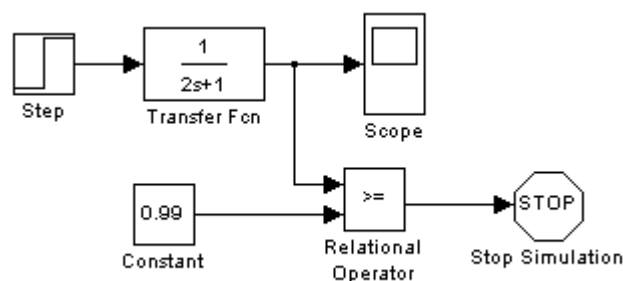 1
2s+1
Step
Transfer Fcn
Scope
0.99
>=
STOP
Constant
Relational
Operator
Stop Simulation